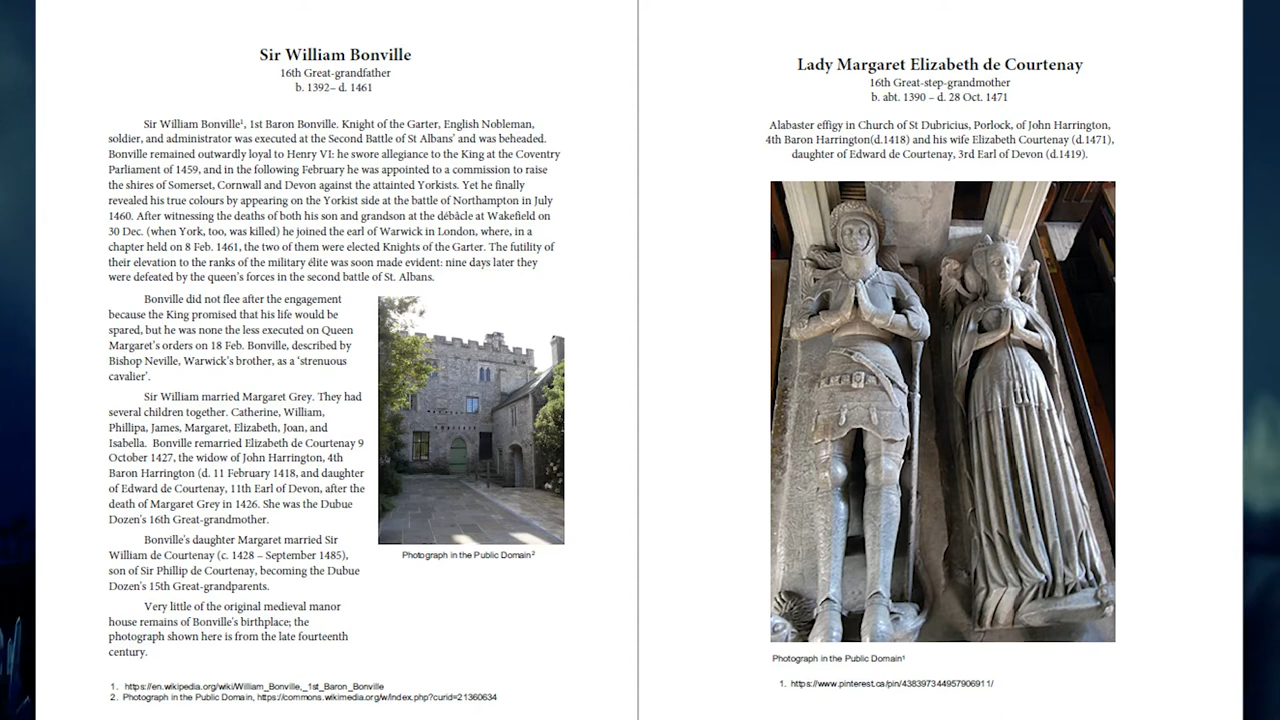 Sir William Bonville
16th Great-grandfather
b. 1392– d. 1461
Sir William Bonville¹, 1st Baron Bonville. Knight of the Garter, English Nobleman,
soldier, and administrator was executed at the Second Battle of St Albans' and was beheaded.
Bonville remained outwardly loyal to Henry VI: he swore allegiance to the King at the Coventry
Parliament of 1459, and in the following February he was appointed to a commission to raise
the shires of Somerset, Cornwall and Devon against the attainted Yorkists. Yet he finally
revealed his true colours by appearing on the Yorkist side at the battle of Northampton in July
1460. After witnessing the deaths of both his son and grandson at the débâcle at Wakefield on
30 Dec. (when York, too, was killed) he joined the earl of Warwick in London, where, in a
chapter held on 8 Feb. 1461, the two of them were elected Knights of the Garter. The futility of
their elevation to the ranks of the military élite was soon made evident: nine days later they
were defeated by the queen's forces in the second battle of St. Albans.
Bonville did not flee after the engagement
because the King promised that his life would be
spared, but he was none the less executed on Queen
Margaret's orders on 18 Feb. Bonville, described by
Bishop Neville, Warwick's brother, as a 'strenuous
cavalier'.
Sir William married Margaret Grey. They had
several children together. Catherine, William,
Phillipa, James, Margaret, Elizabeth, Joan, and
Isabella. Bonville remarried Elizabeth de Courtenay 9
October 1427, the widow of John Harrington, 4th
Baron Harrington (d. 11 February 1418, and daughter
of Edward de Courtenay, 11th Earl of Devon, after the
death of Margaret Grey in 1426. She was the Dubue
Dozen's 16th Great-grandmother.
Bonville's daughter Margaret married Sir
William de Courtenay (c. 1428 – September 1485),
son of Sir Phillip de Courtenay, becoming the Dubue
Dozen's 15th Great-grandparents.
Very little of the original medieval manor
house remains of Bonville's birthplace; the
photograph shown here is from the late fourteenth
century.
Photograph in the Public Domain²
1. https://en.wikipedia.org/wiki/William_Bonville,_1st_Baron_Bonville
2. Photograph in the Public Domain, https://commons.wikimedia.org/w/index.php?curid=21360634
Lady Margaret Elizabeth de Courtenay
16th Great-step-grandmother
b. abt. 1390 – d. 28 Oct. 1471
Alabaster effigy in Church of St Dubricius, Porlock, of John Harrington,
4th Baron Harrington(d.1418) and his wife Elizabeth Courtenay (d.1471),
daughter of Edward de Courtenay, 3rd Earl of Devon (d.1419).
Photograph in the Public Domain¹
1. https://www.pinterest.ca/pin/438397344957906911/